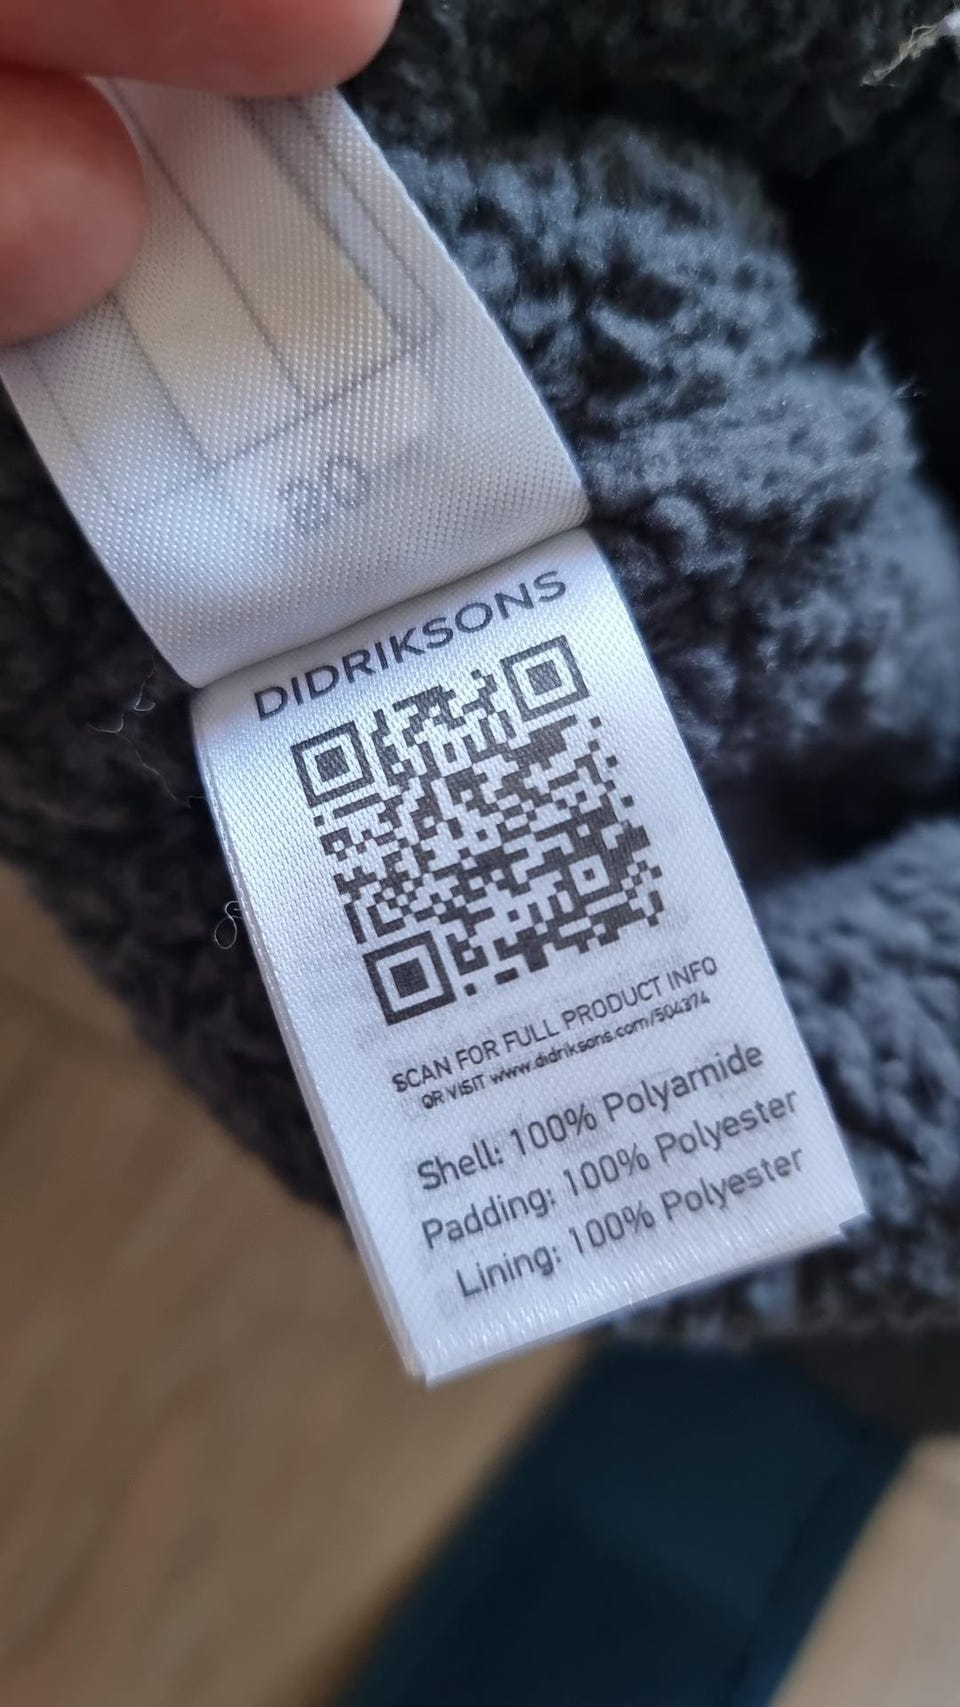 80
DIDRIKSONS
SCAN FOR FULL PRODUCT INFO
OR VISIT www.didriksons.com/504374
Shell: 100% Polyamide
Padding: 100% Polyester
Lining: 100% Polyester